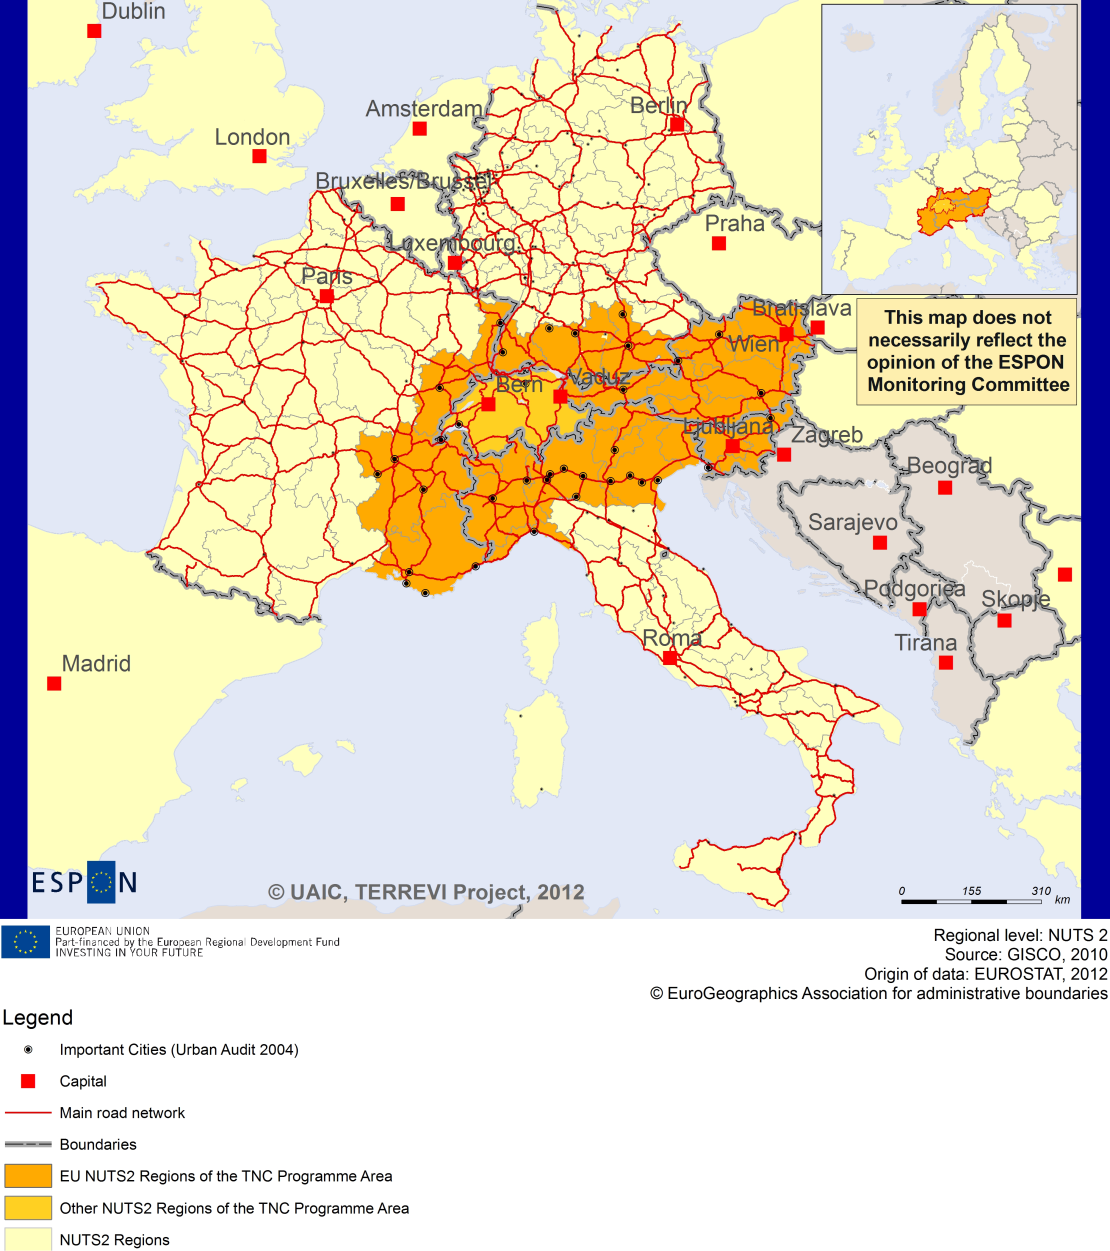 Dublin
Amsterdam
Berlin
London
Bruxelles/Brussel
Praha
Luxembourg
Paris
Bratislava
Wien
This map does not
necessarily reflect the
opinion of the ESPON
Monitoring Committee
Bern
Vaduz
Ljubljana
Zagreb
Beograd
Sarajevo
Podgorica
Skopje
Roma
Tirana
Madrid
ESPON
© UAIC, TERREVI Project, 2012
0 155 310
km
EUROPEAN UNION
Part-financed by the European Regional Development Fund
INVESTING IN YOUR FUTURE
Regional level: NUTS 2
Source: GISCO, 2010
Origin of data: EUROSTAT, 2012
© EuroGeographics Association for administrative boundaries
Legend
Important Cities (Urban Audit 2004)
Capital
Main road network
Boundaries
EU NUTS2 Regions of the TNC Programme Area
Other NUTS2 Regions of the TNC Programme Area
NUTS2 Regions